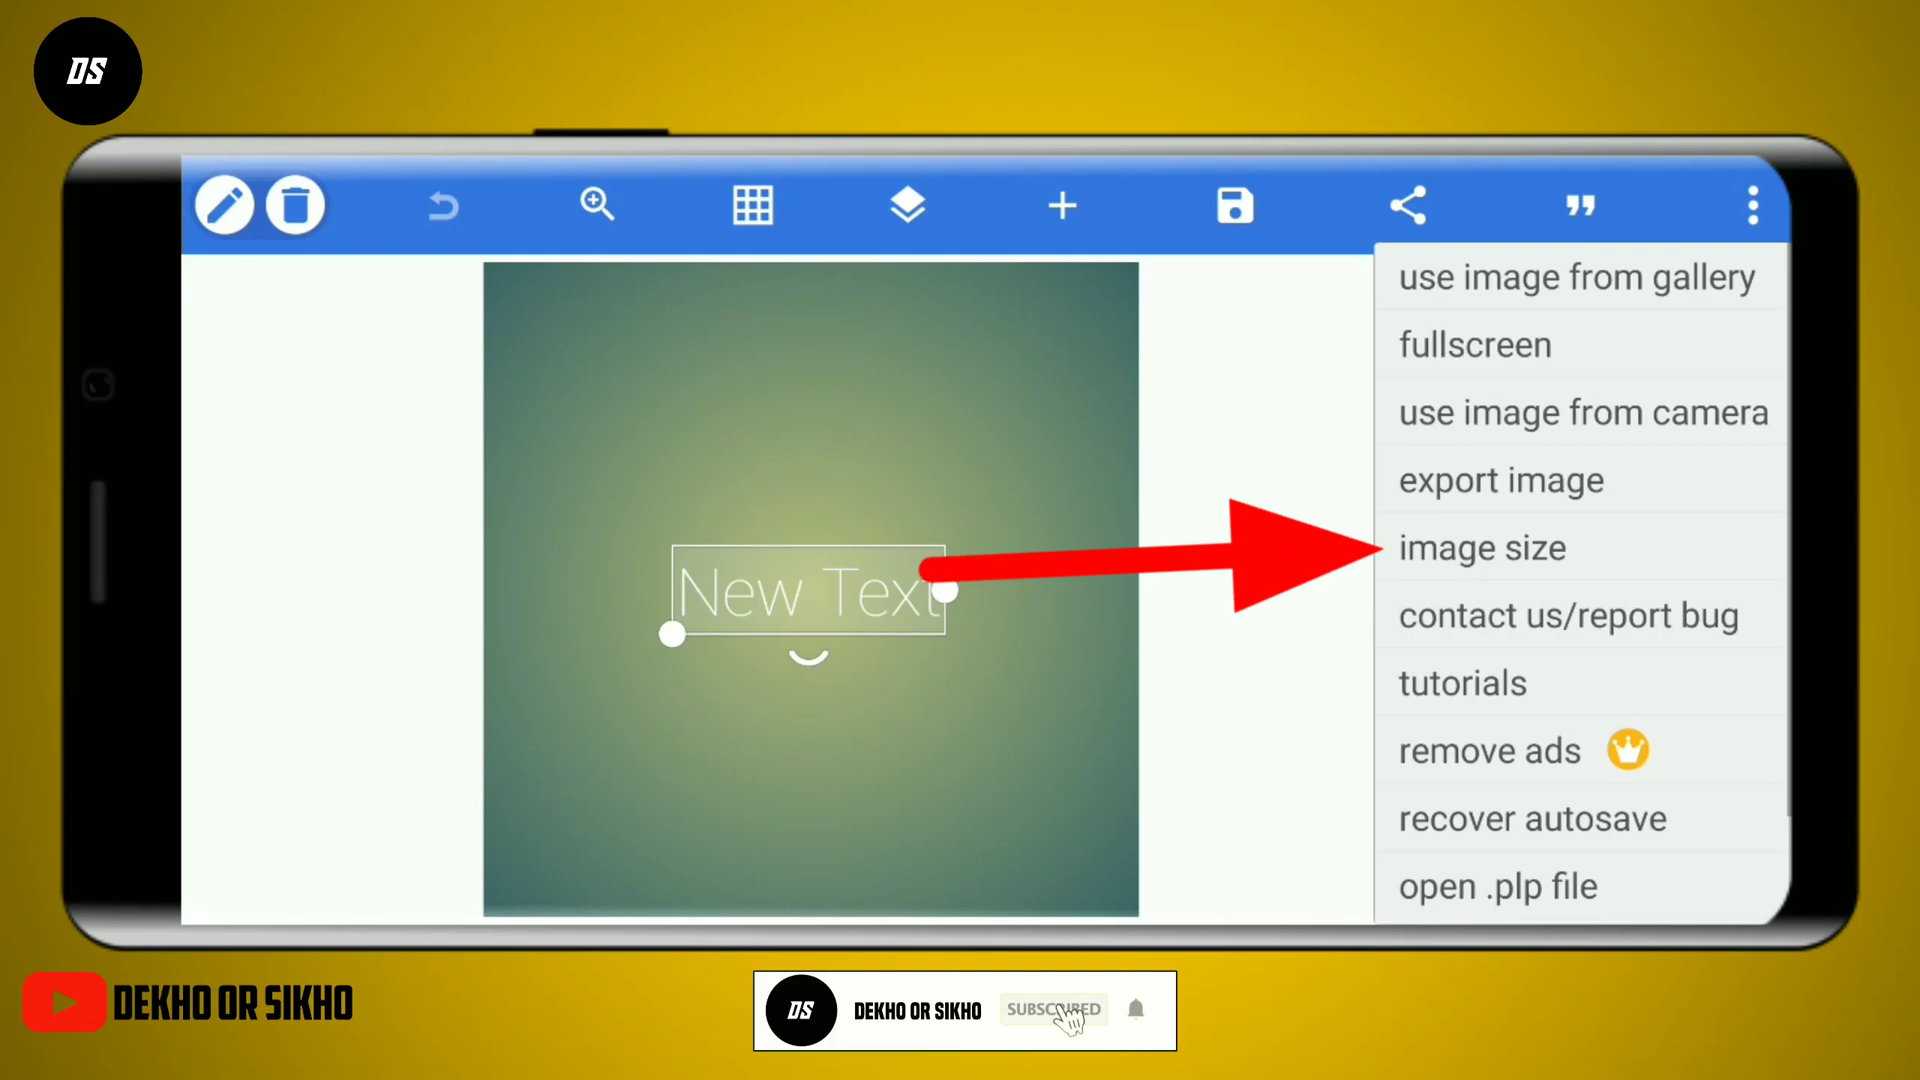 DS
use image from gallery
fullscreen
use image from camera
export image
image size
New Text
contact us/report bug
tutorials
remove ads
recover autosave
open .plp file
DEKHO OR SIKHO
DS
DEKHO OR SIKHO
SUBSCRIBED